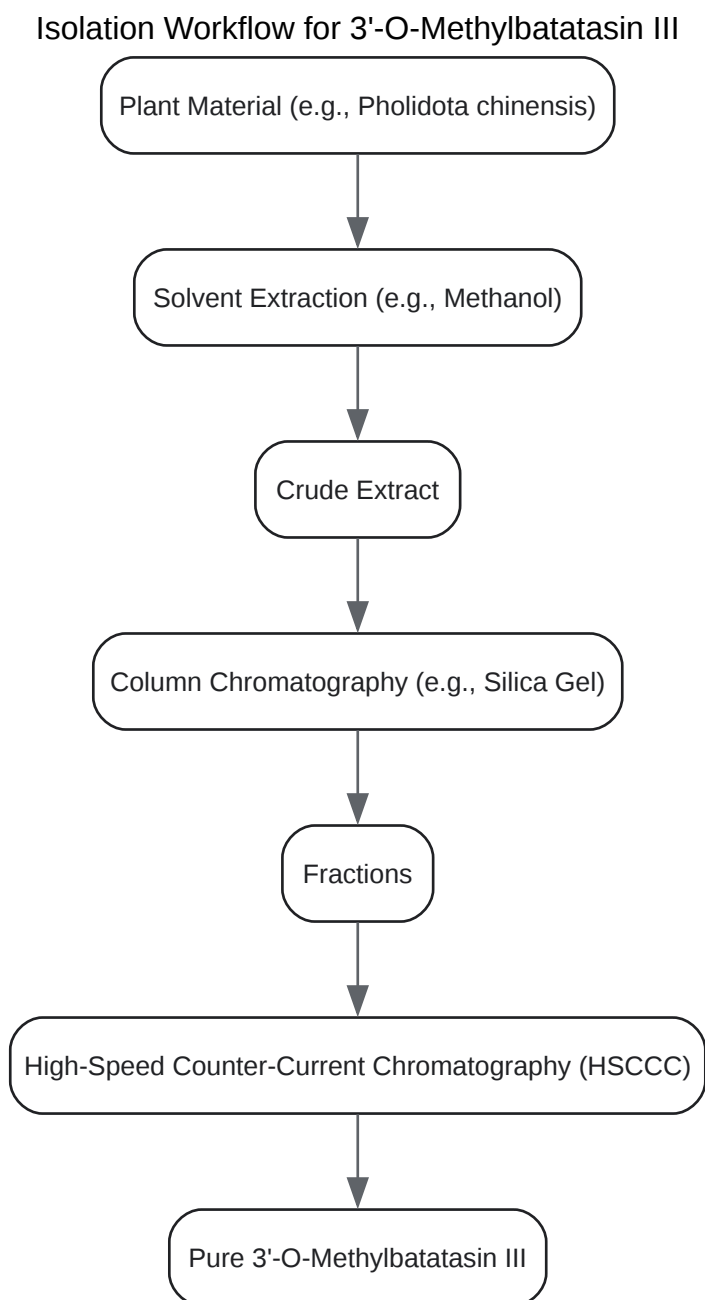 Isolation Workflow for 3'-O-Methylbatatasin III
Plant Material (e.g., Pholidota chinensis)
Solvent Extraction (e.g., Methanol)
Crude Extract
Column Chromatography (e.g., Silica Gel)
Fractions
High-Speed Counter-Current Chromatography (HSCCC)
Pure 3'-O-Methylbatatasin III